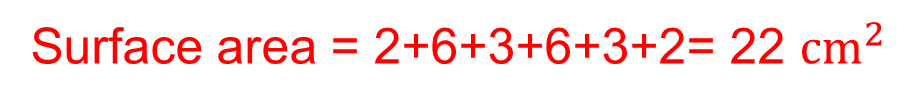 Surface area = 2+6+3+6+3+2= 22 cm²